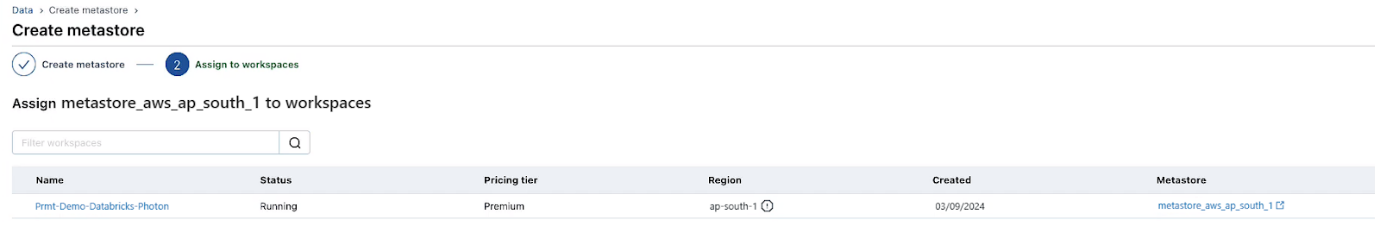 Data > Create metastore >
Create metastore
Create metastore 2 Assign to workspaces
Assign metastore_aws_ap_south_1 to workspaces
Filter workspaces
Name Status Pricing tier Region Created Metastore
Prmt-Demo-Databricks-Photon Running Premium ap-south-1 03/09/2024 metastore_aws_ap_south_1